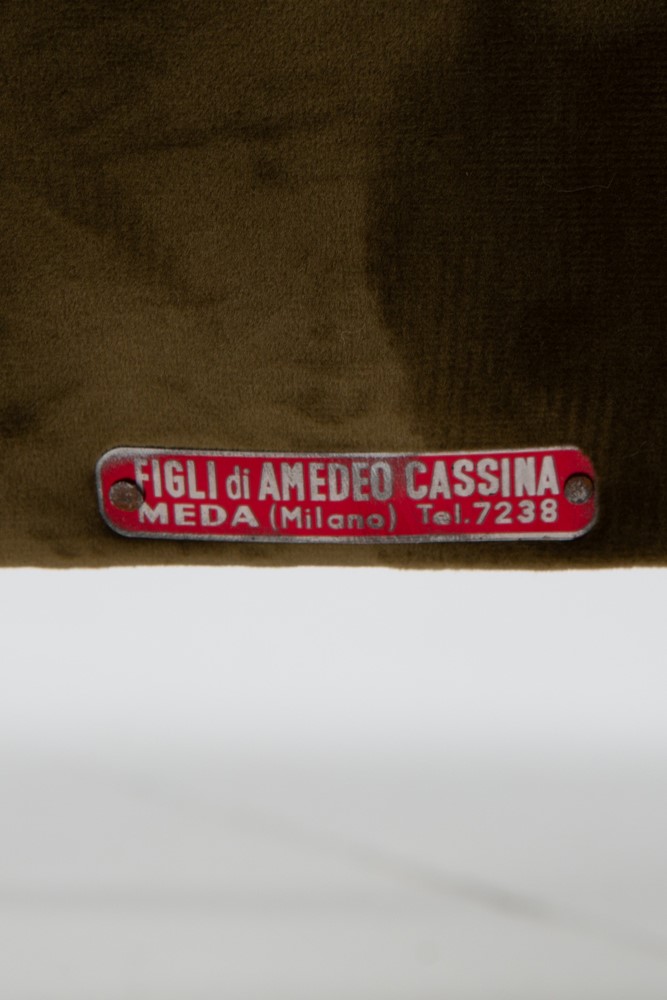 FIGLI di AMEDEO CASSINA
MEDA (Milano) Tel.7238